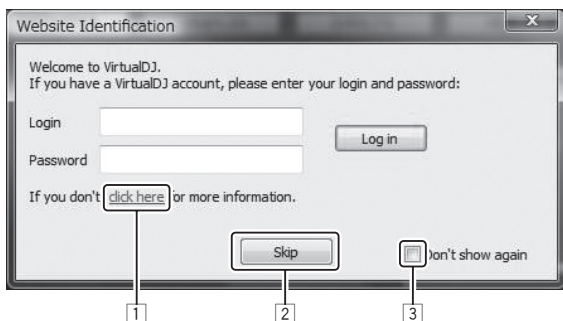 Website Identification
Welcome to VirtualDJ.
If you have a VirtualDJ account, please enter your login and password:
Login
Log in
Password
If you don't click here for more information.
Skip
Don't show again
1 2 3